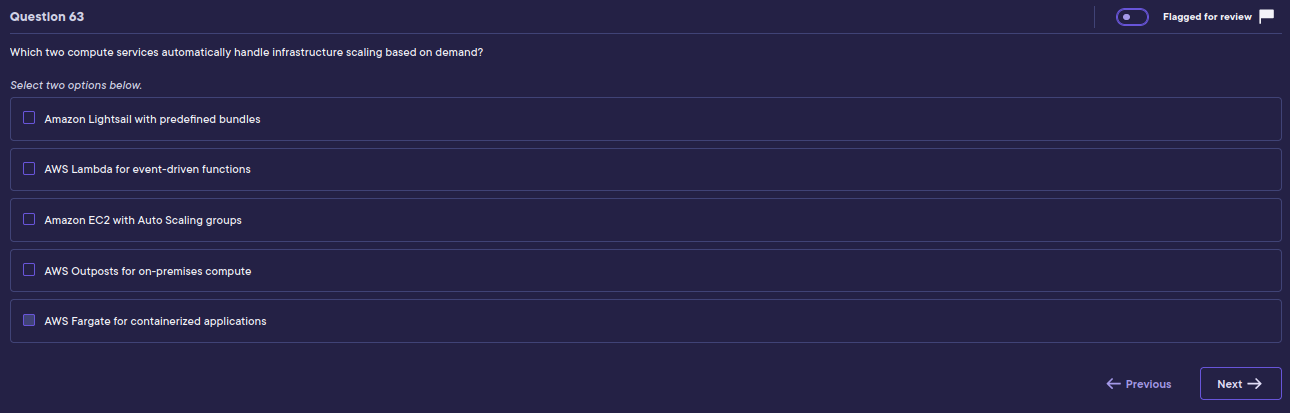 Question 63
Flagged for review
Which two compute services automatically handle infrastructure scaling based on demand?
Select two options below.
Amazon Lightsail with predefined bundles
AWS Lambda for event-driven functions
Amazon EC2 with Auto Scaling groups
AWS Outposts for on-premises compute
AWS Fargate for containerized applications
Previous
Next